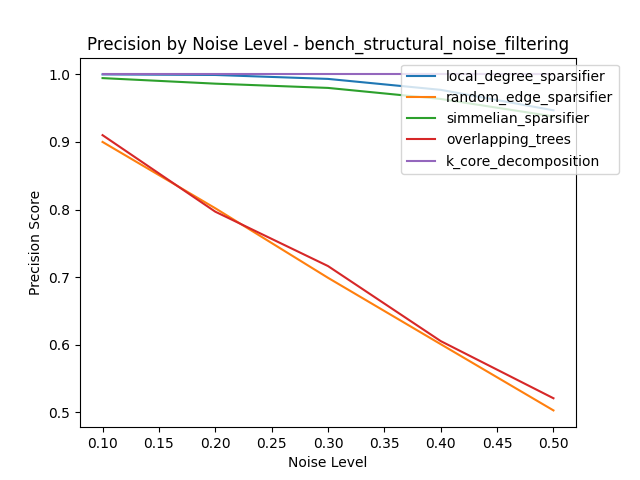 Precision by Noise Level - bench_structural_noise_filtering
1.0
0.9
0.8
0.7
0.6
0.5
Precision Score
local_degree_sparsifier
random_edge_sparsifier
simmelian_sparsifier
overlapping_trees
k_core_decomposition
0.10 0.15 0.20 0.25 0.30 0.35 0.40 0.45 0.50
Noise Level